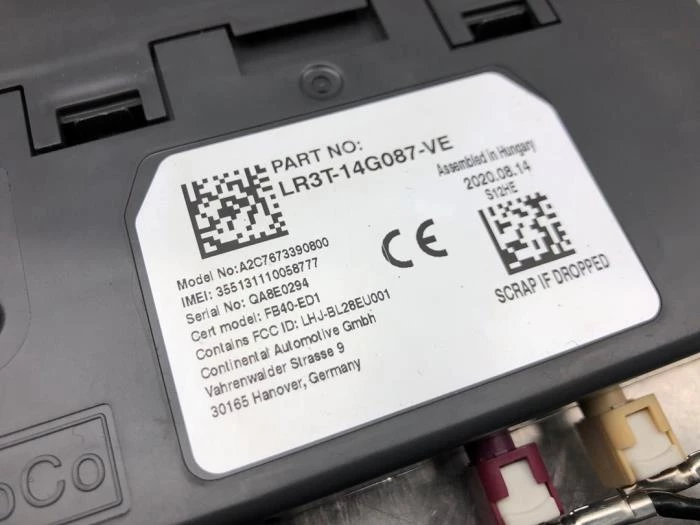 PART NO:
LR3T-14G087-VE
Assembled in Hungary
2020.08.14
S12HE
Model No:A2C7673390800
IMEI: 355131110058777
Serial No: QA8E0294
Cert model: FB40-ED1
Contains FCC ID: LHJ-BL28EU001
Continental Automotive Gmbh
Vahrenwalder Strasse 9
30165 Hanover, Germany
CE
SCRAP IF DROPPED